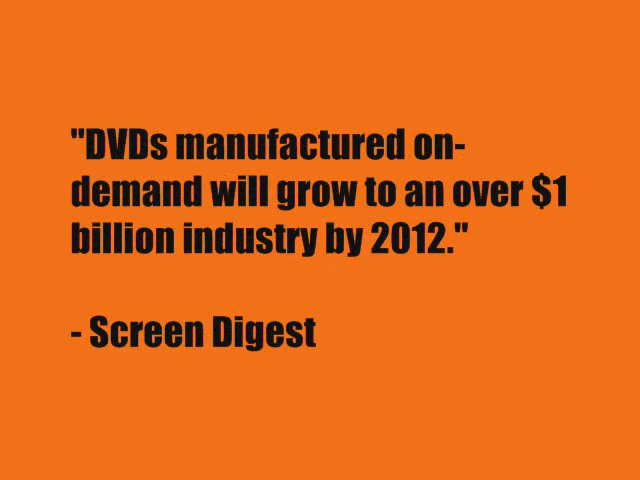 "DVDs manufactured on-
demand will grow to an over $1
billion industry by 2012."
- Screen Digest